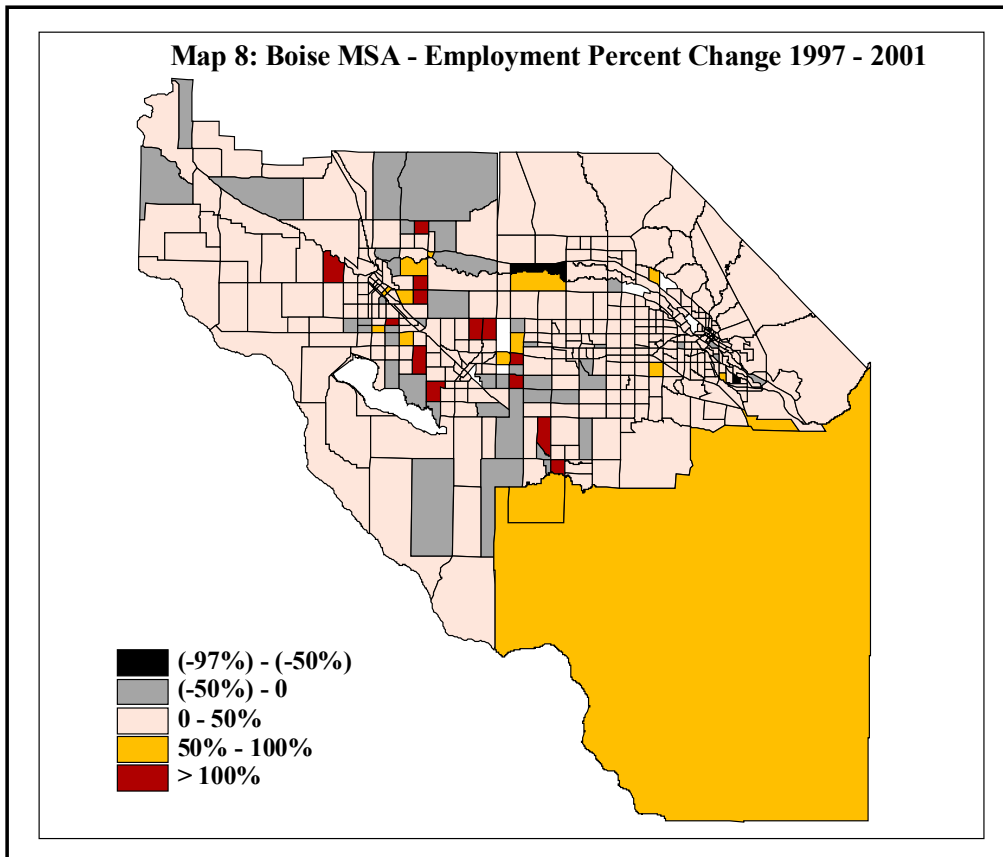 Map 8: Boise MSA - Employment Percent Change 1997 - 2001
(-97%) - (-50%)
(-50%) - 0
0 - 50%
50% - 100%
> 100%